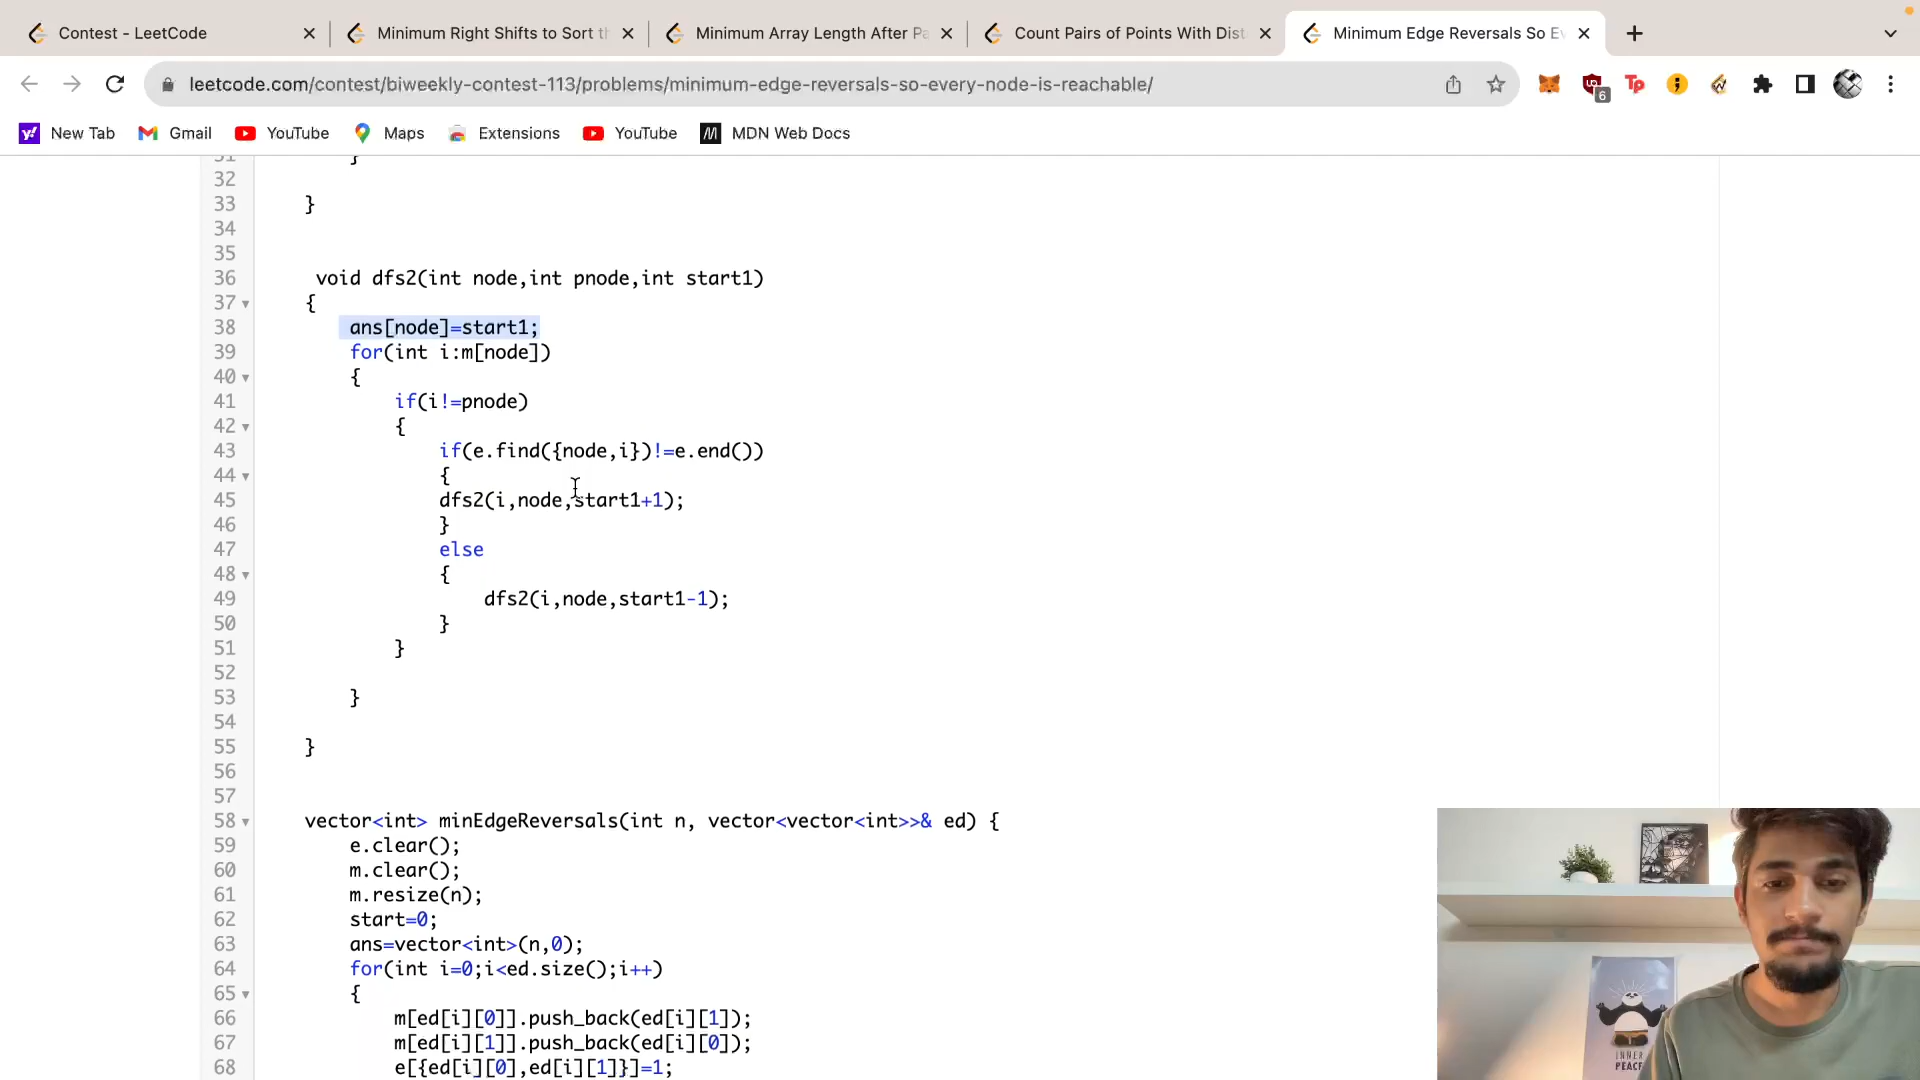 Contest - LeetCode
Minimum Right Shifts to Sort th
Minimum Array Length After Pa
Count Pairs of Points With Dist
Minimum Edge Reversals So Ev
leetcode.com/contest/biweekly-contest-113/problems/minimum-edge-reversals-so-every-node-is-reachable/
6
Tp
New Tab
Gmail
YouTube
Maps
Extensions
YouTube
MDN Web Docs
31 }
32
33 }
34
35
36 void dfs2(int node,int pnode,int start1)
37 {
38 ans[node]=start1;
39 for(int i:m[node])
40 {
41 if(i!=pnode)
42 {
43 if(e.find({node,i})!=e.end())
44 {
45 dfs2(i,node,start1+1);
46 }
47 else
48 {
49 dfs2(i,node,start1-1);
50 }
51 }
52
53 }
54
55 }
56
57
58 vector<int> minEdgeReversals(int n, vector<vector<int>>& ed) {
59 e.clear();
60 m.clear();
61 m.resize(n);
62 start=0;
63 ans=vector<int>(n,0);
64 for(int i=0;i<ed.size();i++)
65 {
66 m[ed[i][0]].push_back(ed[i][1]);
67 m[ed[i][1]].push_back(ed[i][0]);
68 e[{ed[i][0],ed[i][1]}]=1;
INNER
PEACE